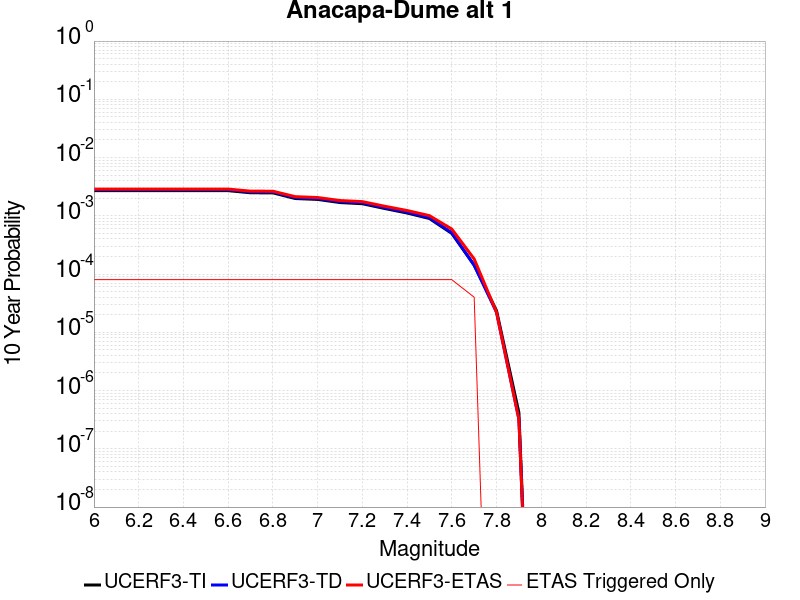 Anacapa-Dume alt 1
10 0
10 -1
10 -2
10 -3
10 -4
10 -5
10 -6
10 -7
10 -8
10 Year Probability
6 6.2 6.4 6.6 6.8 7 7.2 7.4 7.6 7.8 8 8.2 8.4 8.6 8.8 9
Magnitude
UCERF3-TI UCERF3-TD UCERF3-ETAS ETAS Triggered Only